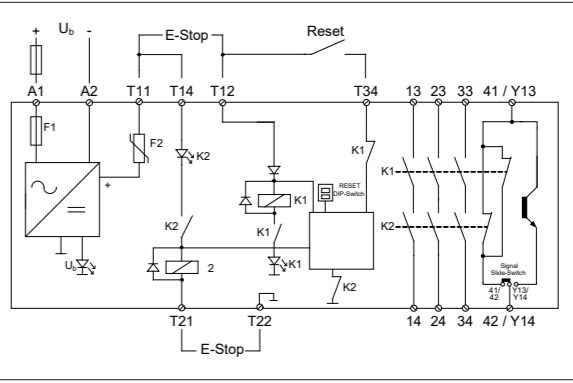 + Ub -
E-Stop
Reset
A1 A2 T11 T14 T12 T34 13 23 33 41 / Y13
F1
F2
K2
K1
K1
+
RESET
DIP-Switch
K1
K2
K1
K2
2
K1
Ub
K2
Signal
Slide-Switch
41/
42
Y13/
Y14
T21 T22 14 24 34 42 / Y14
E-Stop